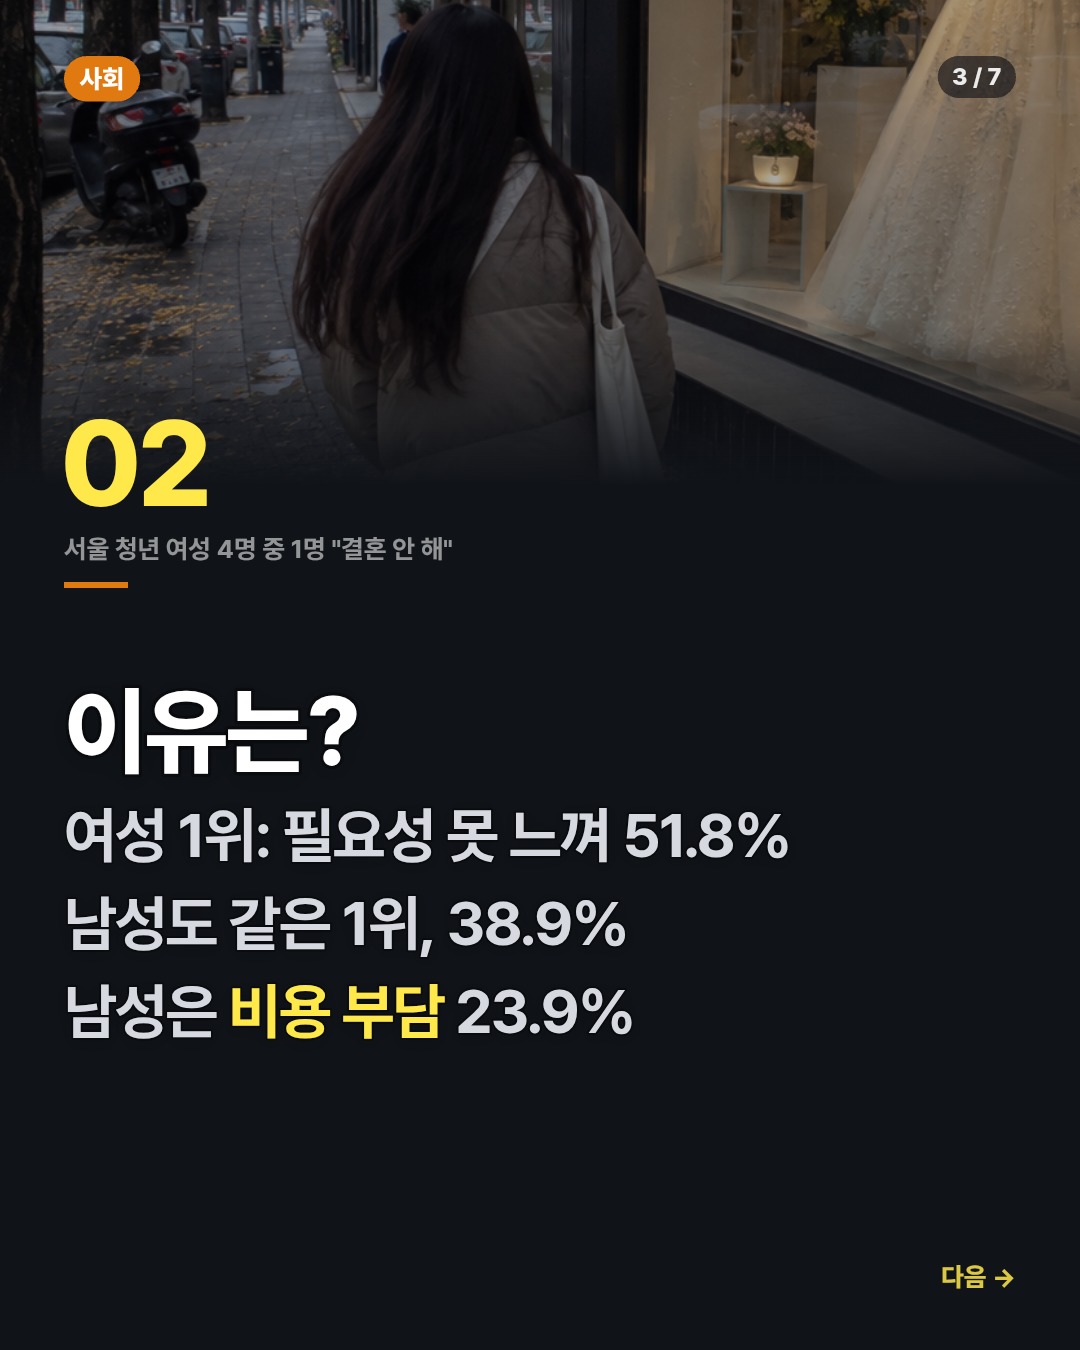 사회
3 / 7
02
서울 청년 여성 4명 중 1명 "결혼 안 해"
이유는?
여성 1위: 필요성 못 느껴 51.8%
남성도 같은 1위, 38.9%
남성은 비용 부담 23.9%
다음 →